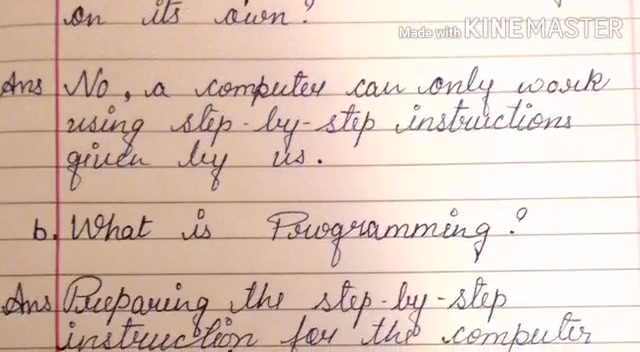 on its own?
Made with KINEMASTER
Ans No, a computer can only work
using step-by-step instructions
given by us.
b. What is Programming?
Ans Preparing the step-by-step
instruction for the computer